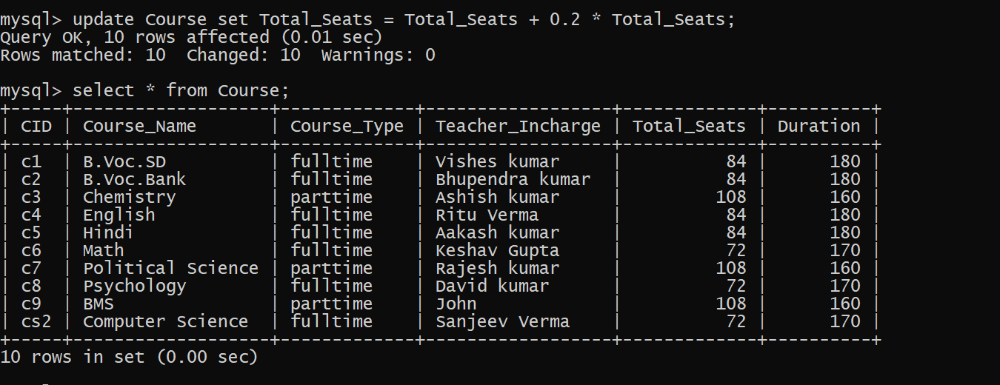 mysql> update Course set Total_Seats = Total_Seats + 0.2 * Total_Seats;
Query OK, 10 rows affected (0.01 sec)
Rows matched: 10  Changed: 10  Warnings: 0

mysql> select * from Course;
+-----+-------------------+-------------+-------------------+-------------+----------+
| CID | Course_Name       | Course_Type | Teacher_Incharge | Total_Seats | Duration |
+-----+-------------------+-------------+-------------------+-------------+----------+
| c1  | B.Voc.SD          | fulltime    | Vishes kumar     |          84 |      180 |
| c2  | B.Voc.Bank        | fulltime    | Bhupendra kumar  |          84 |      180 |
| c3  | Chemistry         | parttime    | Ashish kumar     |         108 |      160 |
| c4  | English           | fulltime    | Ritu Verma       |          84 |      180 |
| c5  | Hindi             | fulltime    | Aakash kumar     |          84 |      180 |
| c6  | Math              | fulltime    | Keshav Gupta     |          72 |      170 |
| c7  | Political Science | parttime    | Rajesh kumar     |         108 |      160 |
| c8  | Psychology        | fulltime    | David kumar      |          72 |      170 |
| c9  | BMS               | parttime    | John             |         108 |      160 |
| cs2 | Computer Science  | fulltime    | Sanjeev Verma    |          72 |      170 |
+-----+-------------------+-------------+-------------------+-------------+----------+
10 rows in set (0.00 sec)